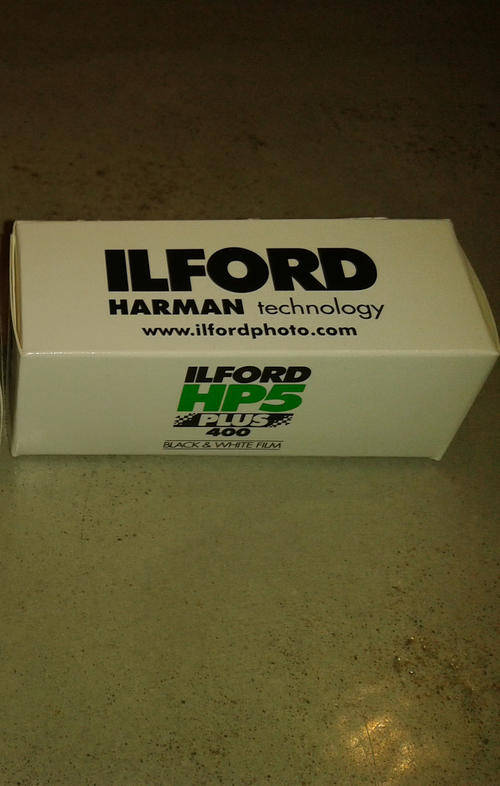 ILFORD
HARMAN technology
www.ilfordphoto.com
ILFORD
HP5
PLUS
400
BLACK & WHITE FILM